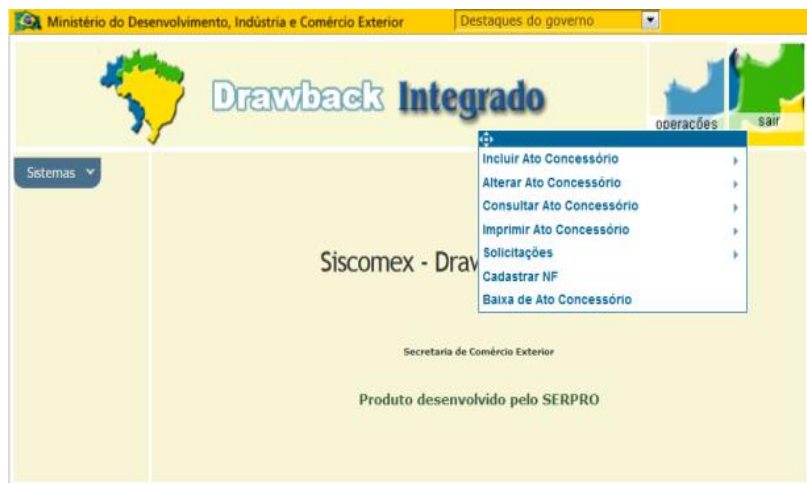 Ministério do Desenvolvimento, Indústria e Comércio Exterior
Destaques do governo
Drawback Integrado
operações
sair
Sistemas
Incluir Ato Concessório
Alterar Ato Concessório
Consultar Ato Concessório
Imprimir Ato Concessório
Solicitações
Cadastrar NF
Baixa de Ato Concessório
Siscomex - Draw
Secretaria de Comércio Exterior
Produto desenvolvido pelo SERPRO